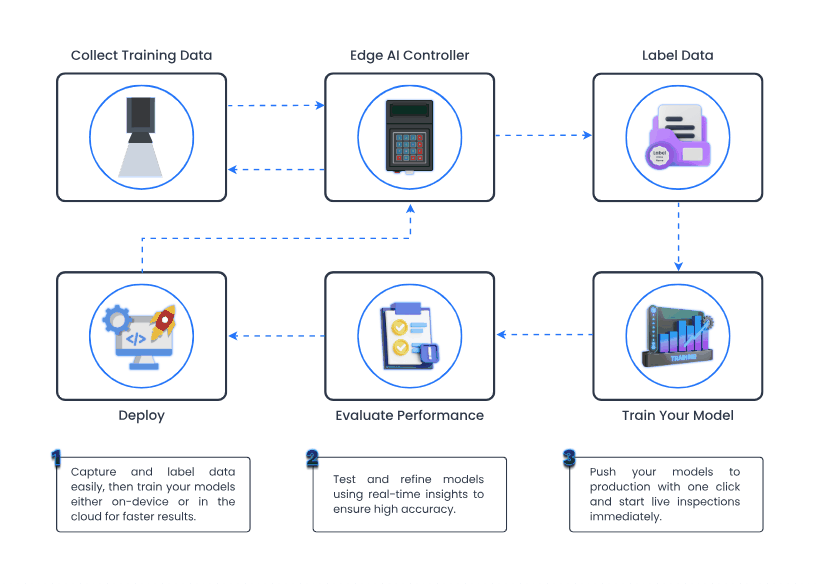 Collect Training Data
Edge AI Controller
Label Data
Label
</>
TRAINING
Deploy
Evaluate Performance
Train Your Model
1
Capture and label data
easily, then train your models
either on-device or in the
cloud for faster results.
2
Test and refine models
using real-time insights to
ensure high accuracy.
3
Push your models to
production with one click
and start live inspections
immediately.